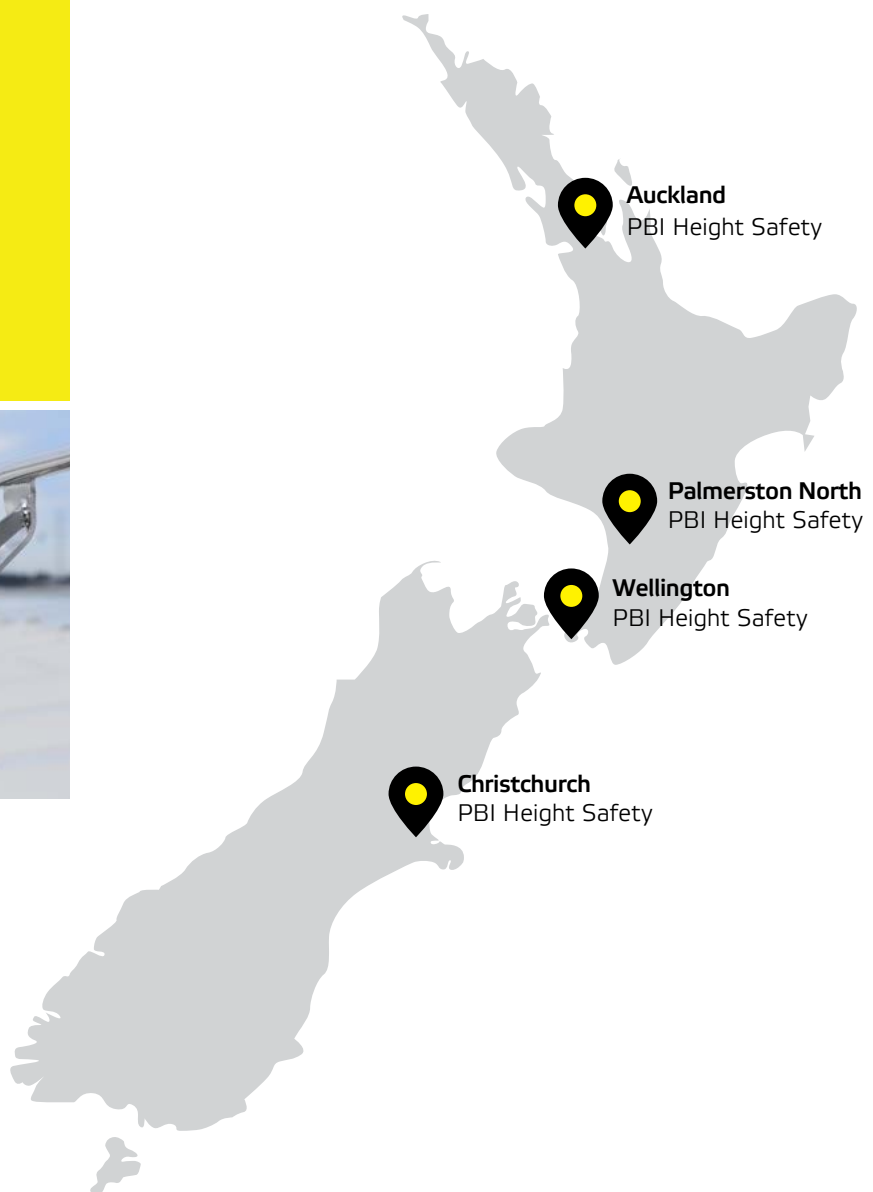 Auckland
PBI Height Safety
Palmerston North
PBI Height Safety
Wellington
PBI Height Safety
Christchurch
PBI Height Safety